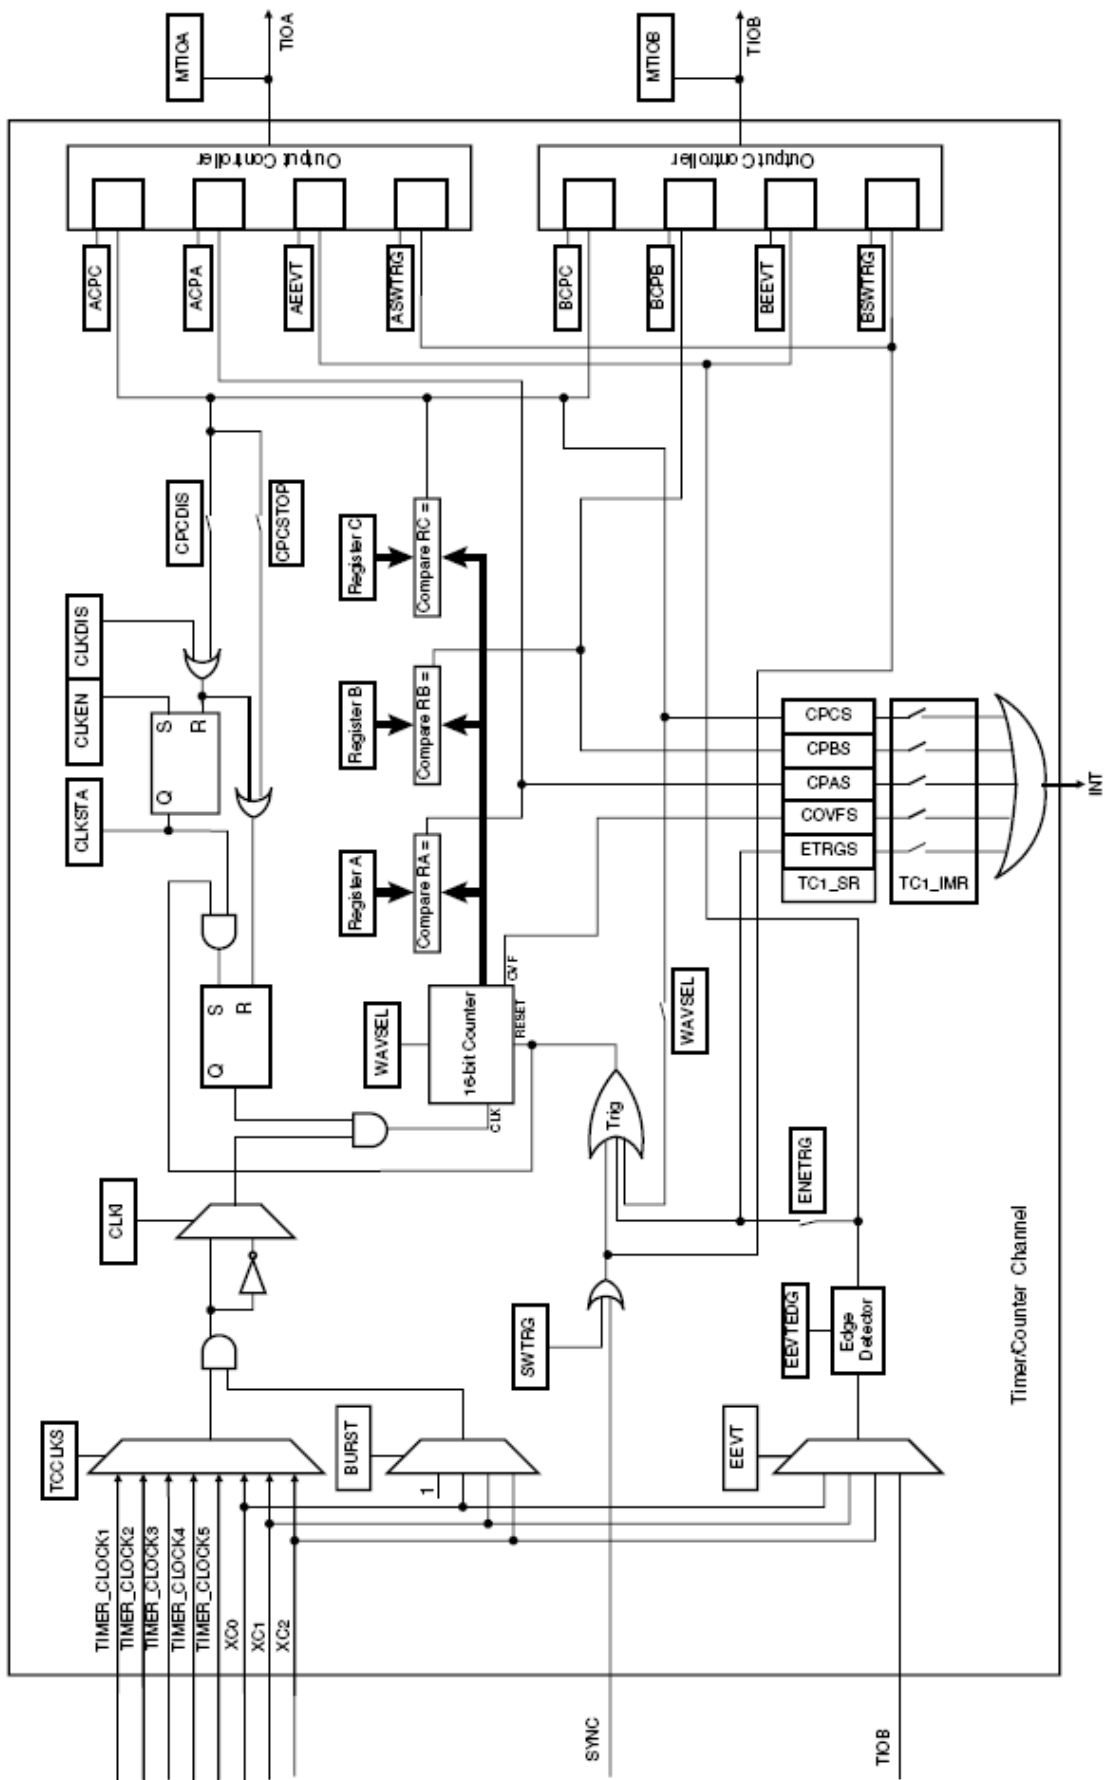 TCCLKS
TIMER_CLOCK1
TIMER_CLOCK2
TIMER_CLOCK3
TIMER_CLOCK4
TIMER_CLOCK5
XC0
XC1
XC2
CLKI
CLKSTA
CLKEN
CLKDIS
Q
S
R
Q
S
R
CPCDIS
CPCSTOP
ACPC
ACPA
AEEVT
ASWTRG
Output Controller
MTIOA
TIOA
BURST
1
WAVSEL
Register A
Register B
Register C
Compare RA =
Compare RB =
Compare RC =
16-bit Counter
CLK
RESET
OVF
SWTRG
SYNC
Trig
WAVSEL
BCPC
BCPB
BEEVT
BSWTRG
Output Controller
MTIOB
TIOB
EEVT
EEVTEDG
Edge
Detector
ENETRG
TIOB
CPCS
CPBS
CPAS
COVFS
ETRGS
TC1_SR
TC1_IMR
INT
Timer/Counter Channel